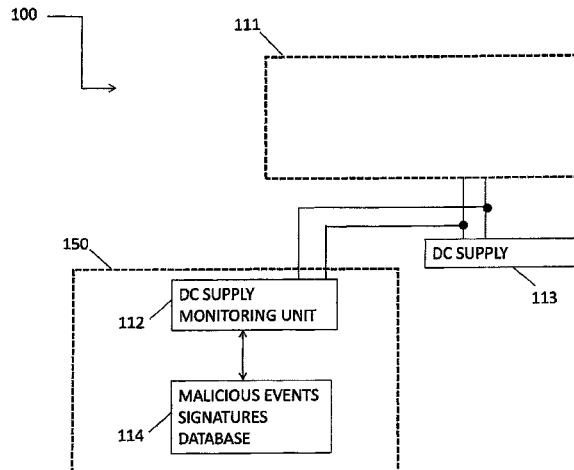 100
111
150
DC SUPPLY
113
DC SUPPLY
MONITORING UNIT
112
MALICIOUS EVENTS
SIGNATURES
DATABASE
114